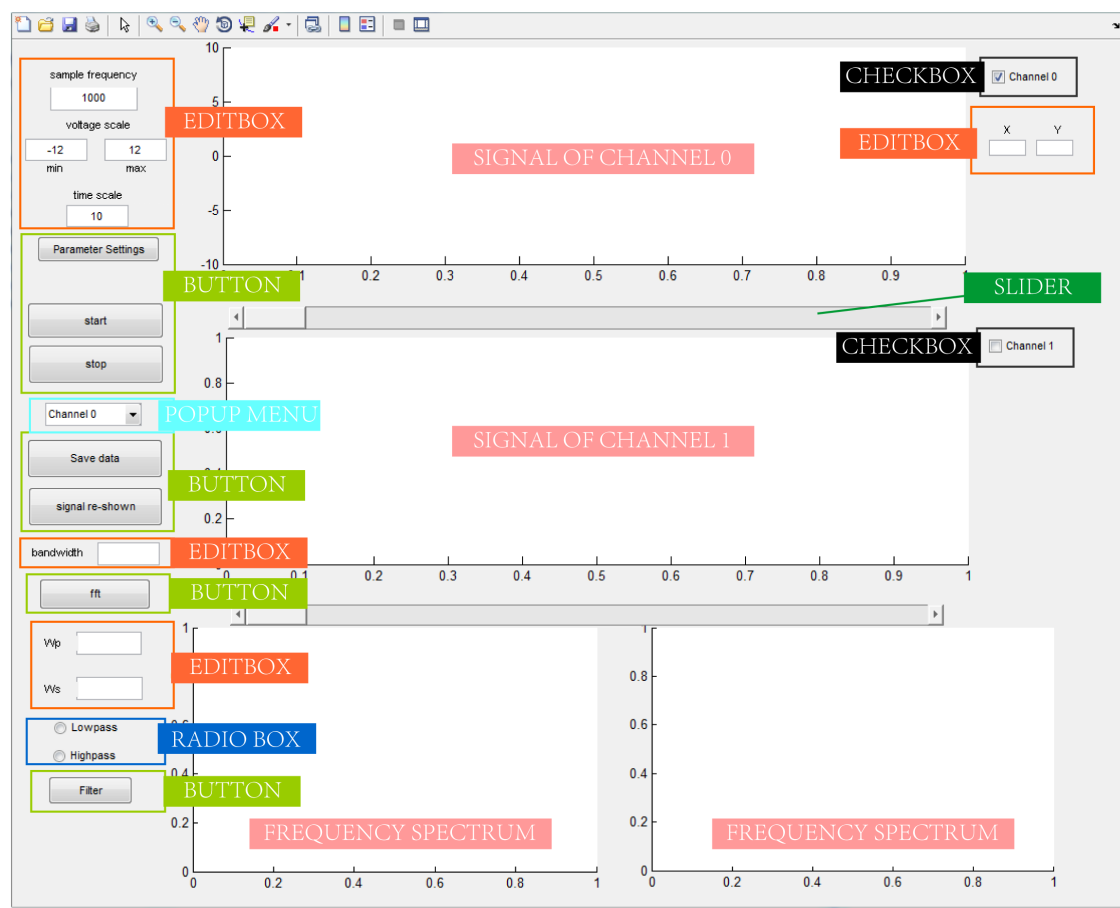 sample frequency
1000
voltage scale
-12 12
min max
time scale
10
EDITBOX
Parameter Settings
start
stop
BUTTON
Channel 0
POPUP MENU
Save data
signal re-shown
BUTTON
bandwidth
EDITBOX
fft
BUTTON
Wp
Ws
EDITBOX
Lowpass
Highpass
RADIO BOX
Filter
BUTTON
10
5
0
-5
-10
SIGNAL OF CHANNEL 0
0.2 0.3 0.4 0.5 0.6 0.7 0.8 0.9
CHECKBOX
Channel 0
EDITBOX
X Y
SLIDER
1
0.8
0.2
SIGNAL OF CHANNEL 1
0 0.1 0.2 0.3 0.4 0.5 0.6 0.7 0.8 0.9 1
CHECKBOX
Channel 1
1
0.4
0.2
0
FREQUENCY SPECTRUM
0 0.2 0.4 0.6 0.8 1
1
0.8
0.6
0.4
0.2
0
FREQUENCY SPECTRUM
0 0.2 0.4 0.6 0.8 1